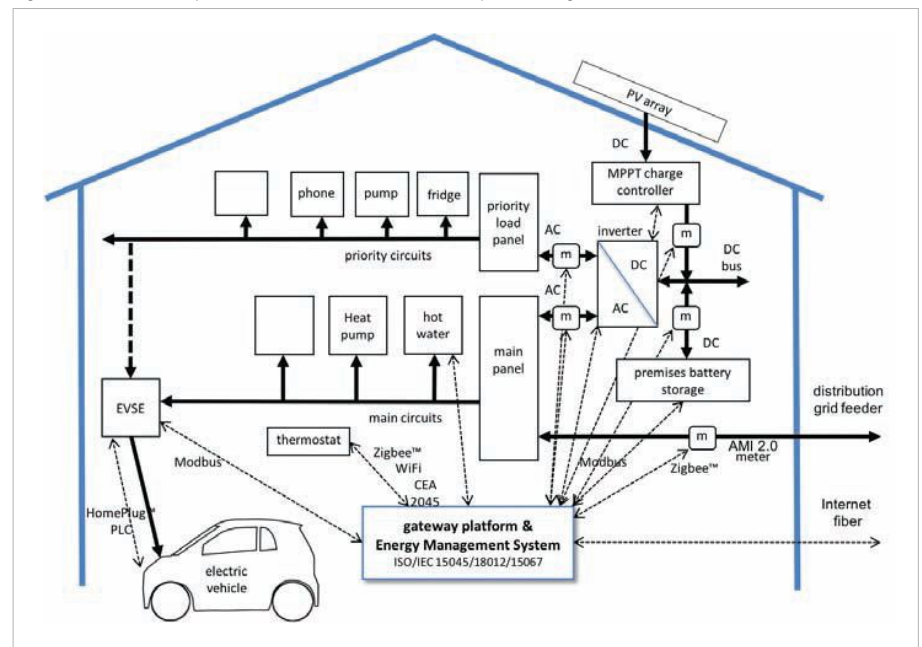 PV array
DC
MPPT charge
controller
phone
pump
fridge
priority
load
panel
AC
inverter
m
m
DC
DC
bus
priority circuits
AC
AC
m
m
Heat
pump
hot
water
main
panel
DC
premises battery
storage
EVSE
main circuits
distribution
grid feeder
thermostat
m
AMI 2.0
meter
Modbus
Zigbee™
WiFi
CEA
2045
Modbus
Zigbee™
HomePlug™
PLC
gateway platform &
Energy Management System
ISO/IEC 15045/18012/15067
Internet
fiber
electric
vehicle